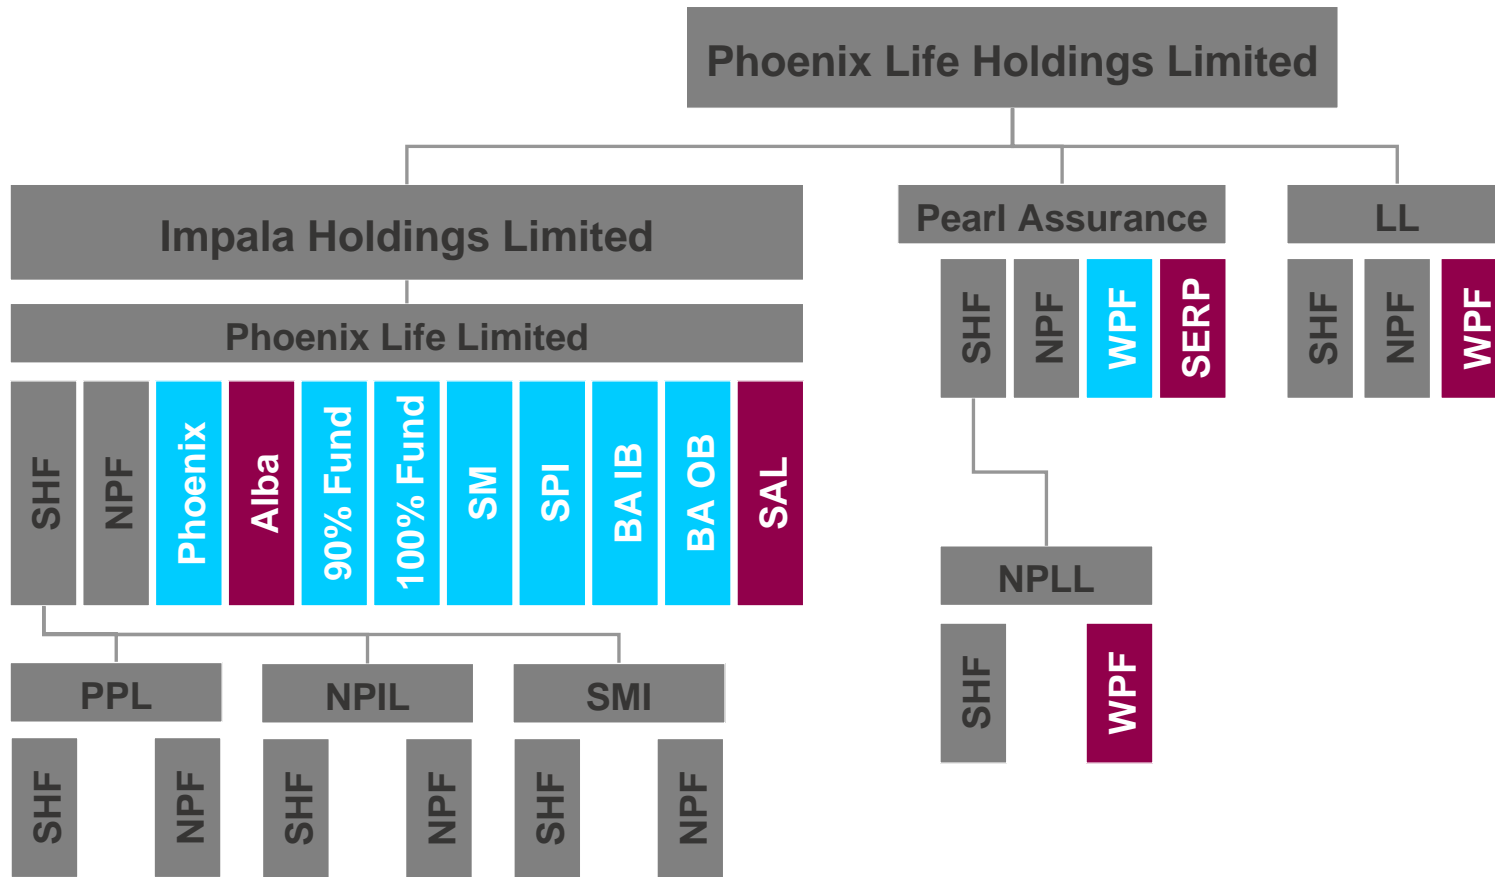 Phoenix Life Holdings Limited
Impala Holdings Limited
Pearl Assurance
LL
Phoenix Life Limited
SHF
NPF
WPF
SERP
SHF
NPF
WPF
SHF
NPF
Phoenix
Alba
90% Fund
100% Fund
SM
SPI
BA IB
BA OB
SAL
NPLL
SHF
WPF
PPL
NPIL
SMI
SHF
NPF
SHF
NPF
SHF
NPF